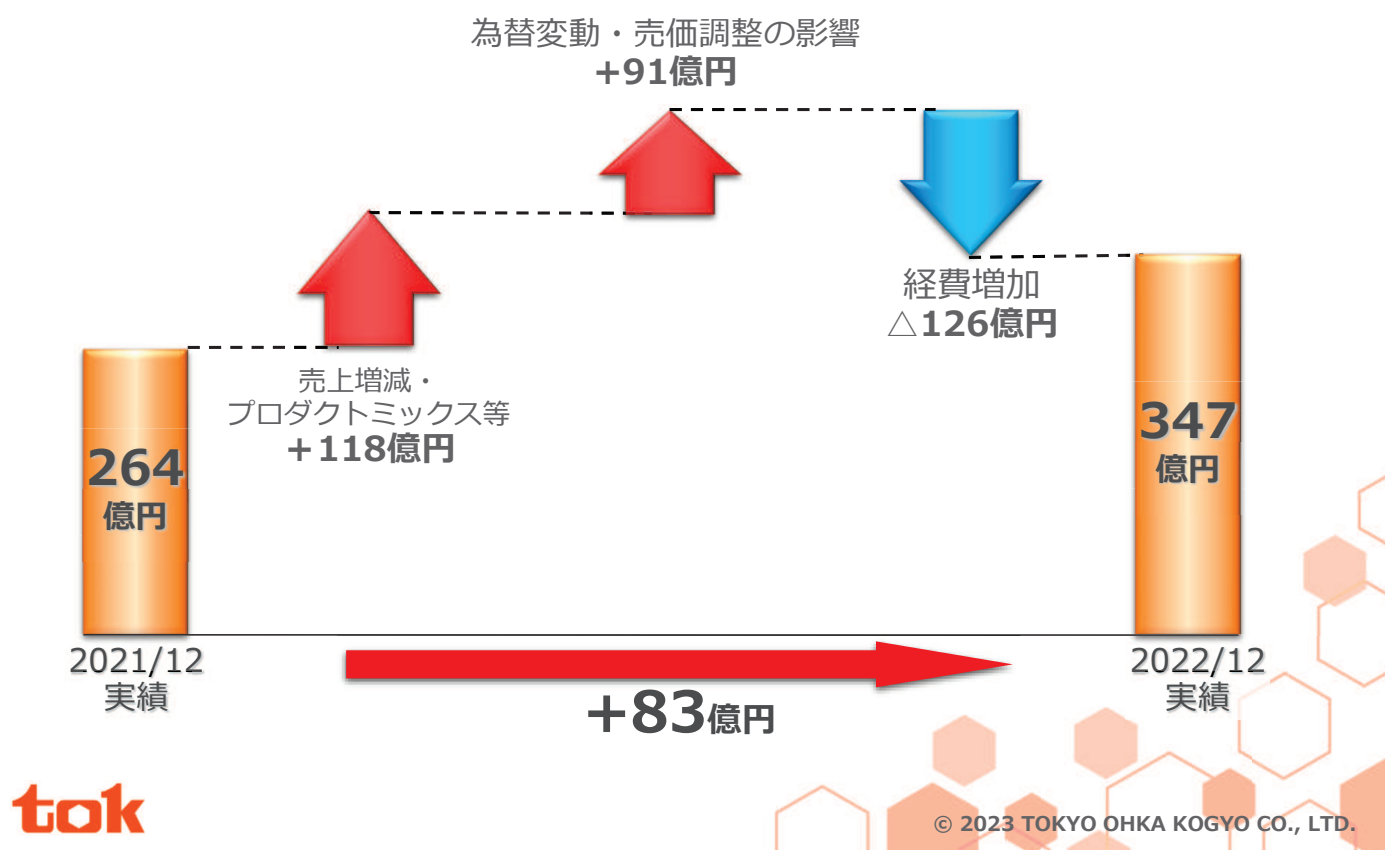 為替変動・売価調整の影響
+91億円
経費増加
△126億円
売上増減・
プロダクトミックス等
+118億円
264
億円
347
億円
2021/12
実績
2022/12
実績
+83億円
tok
© 2023 TOKYO OHKA KOGYO CO., LTD.